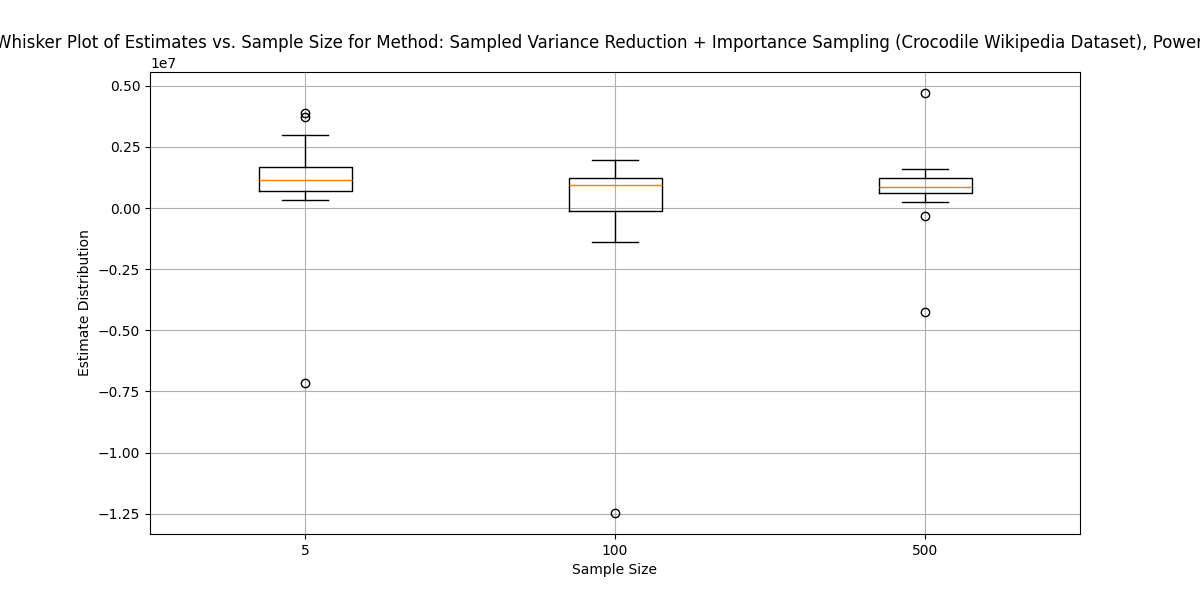 Whisker Plot of Estimates vs. Sample Size for Method: Sampled Variance Reduction + Importance Sampling (Crocodile Wikipedia Dataset), Power
1e7
0.50
0.25
0.00
−0.25
−0.50
−0.75
−1.00
−1.25
Estimate Distribution
5 100 500
Sample Size